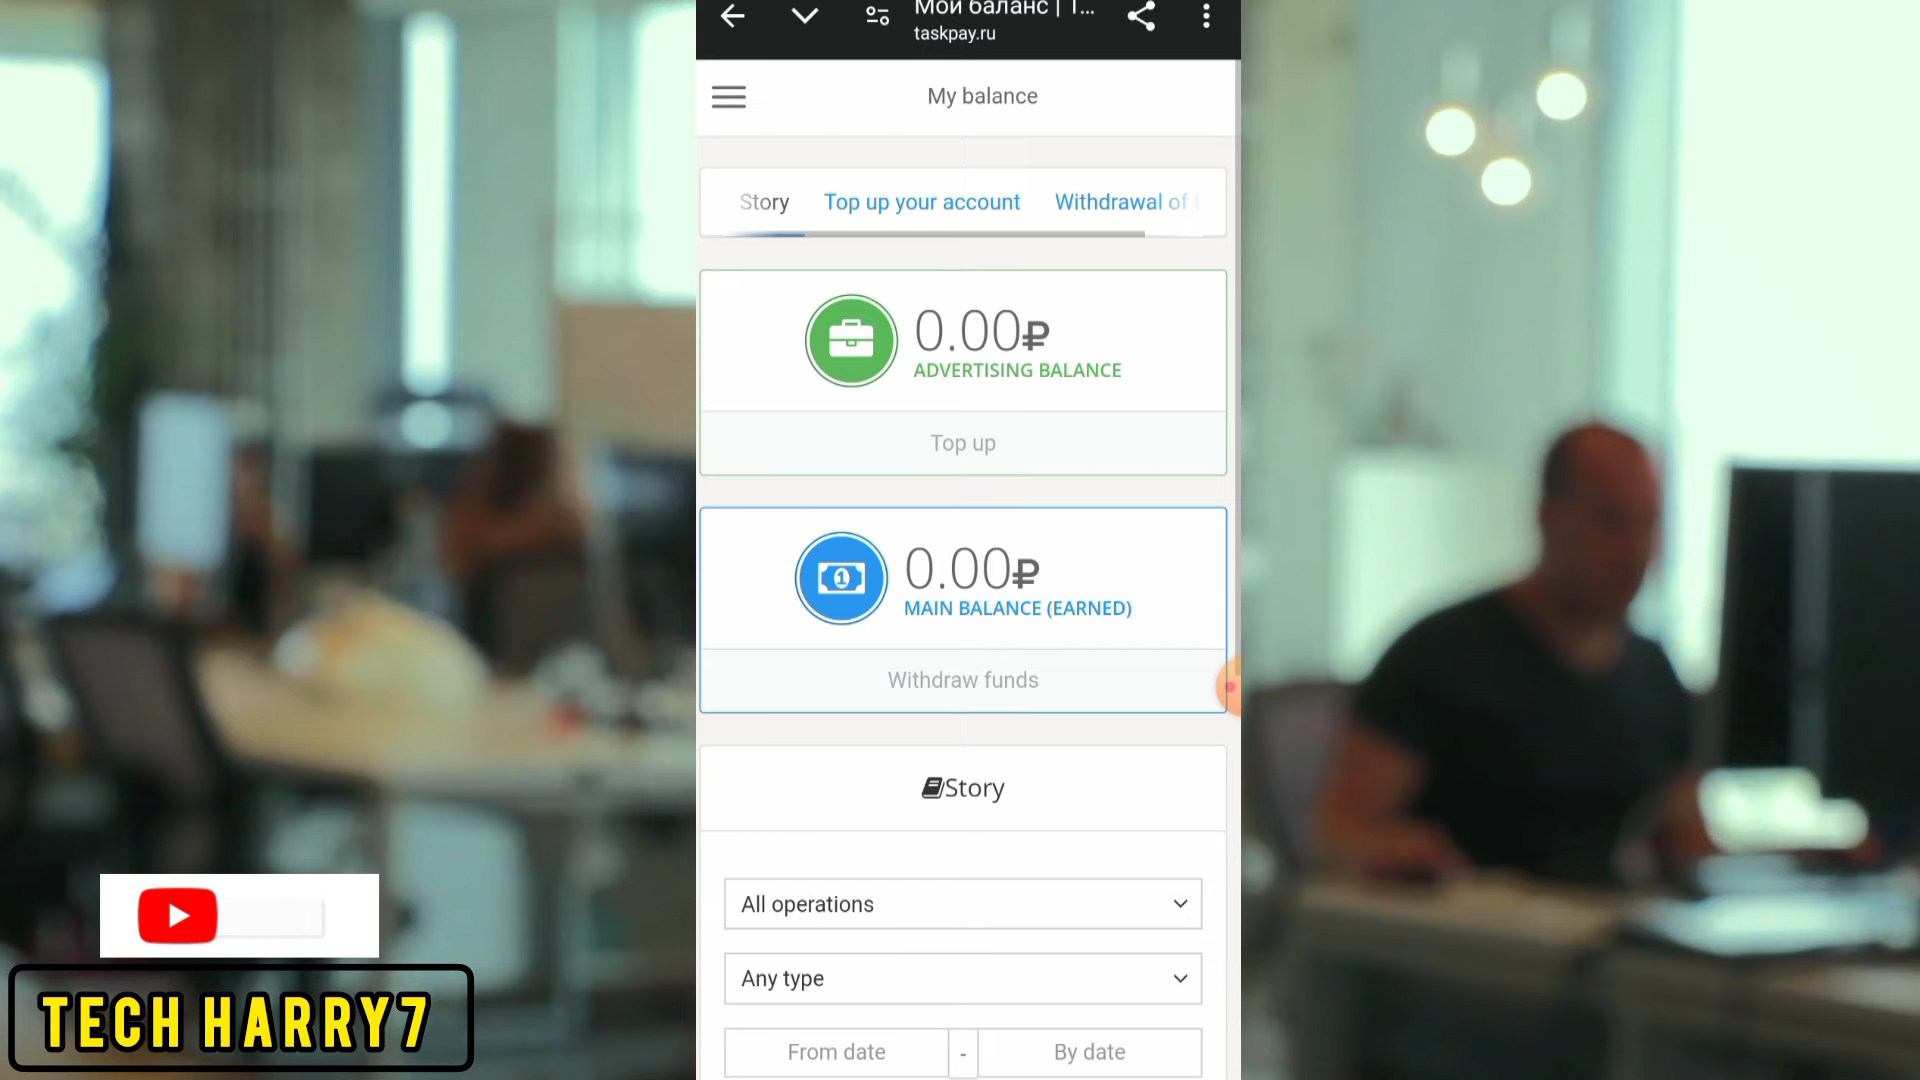 Мой баланс | T...
taskpay.ru
My balance
Story
Top up your account
Withdrawal of
0.00₽
ADVERTISING BALANCE
Top up
0.00₽
MAIN BALANCE (EARNED)
Withdraw funds
Story
All operations
Any type
From date
-
By date
TECH HARRY7